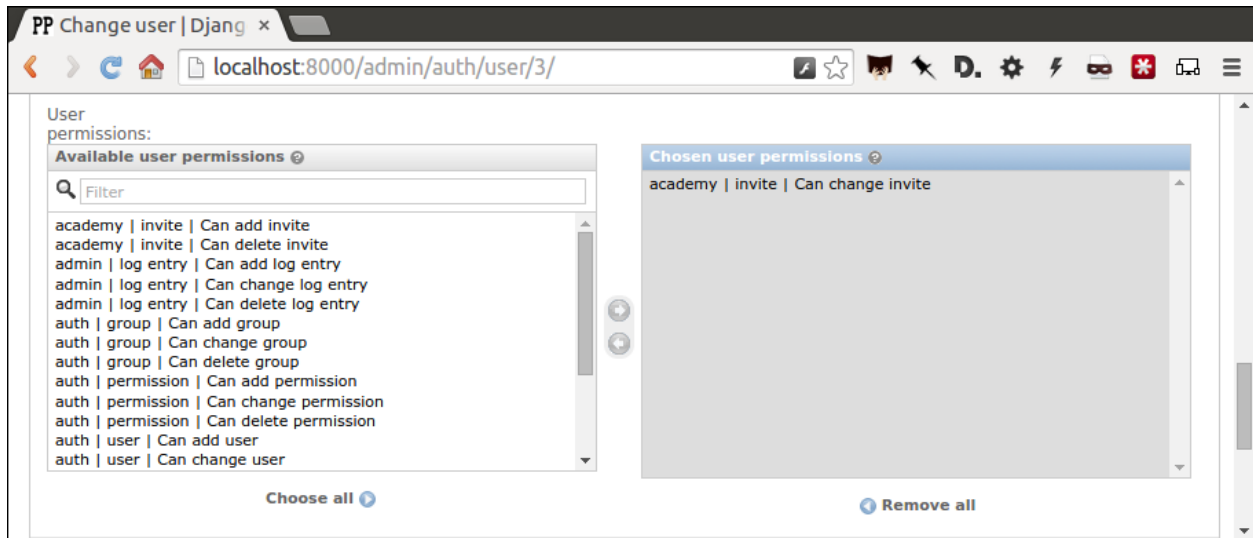 PP Change user | Djang ×
localhost:8000/admin/auth/user/3/
D.
User
permissions:
Available user permissions ?
Filter
academy | invite | Can add invite
academy | invite | Can delete invite
admin | log entry | Can add log entry
admin | log entry | Can change log entry
admin | log entry | Can delete log entry
auth | group | Can add group
auth | group | Can change group
auth | group | Can delete group
auth | permission | Can add permission
auth | permission | Can change permission
auth | permission | Can delete permission
auth | user | Can add user
auth | user | Can change user
Choose all
Chosen user permissions ?
academy | invite | Can change invite
Remove all